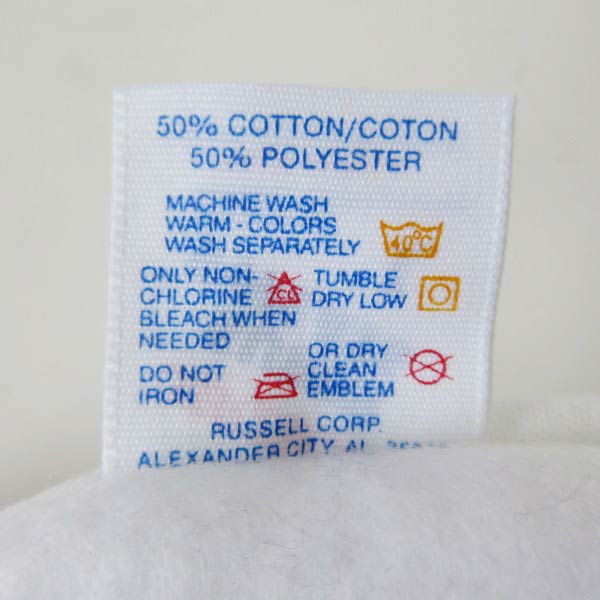 50% COTTON/COTON
50% POLYESTER
MACHINE WASH
WARM - COLORS
WASH SEPARATELY
40°C
ONLY NON-
CHLORINE
BLEACH WHEN
NEEDED
CL
TUMBLE
DRY LOW
DO NOT
IRON
OR DRY
CLEAN
EMBLEM
RUSSELL CORP.
ALEXANDER CITY, AL